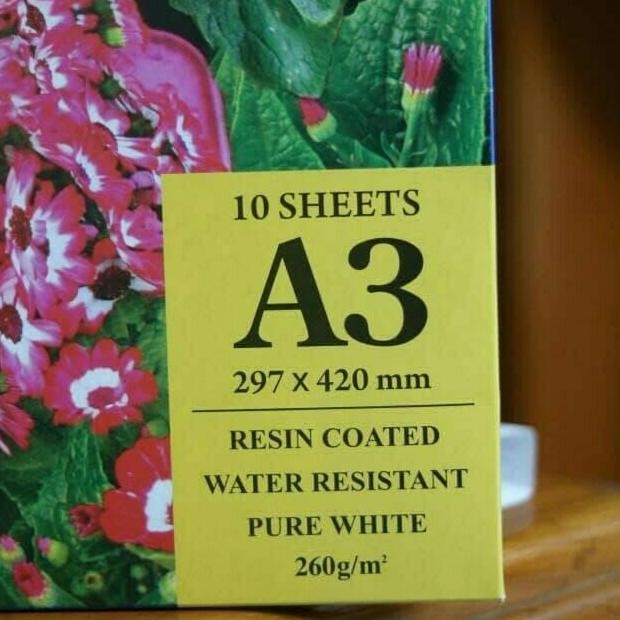 10 SHEETS
A3
297 x 420 mm
RESIN COATED
WATER RESISTANT
PURE WHITE
260g/m²